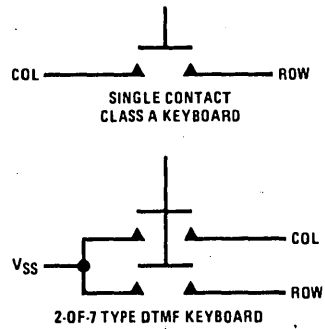 COL ROW
SINGLE CONTACT
CLASS A KEYBOARD
COL
VSS
ROW
2-OF-7 TYPE DTMF KEYBOARD